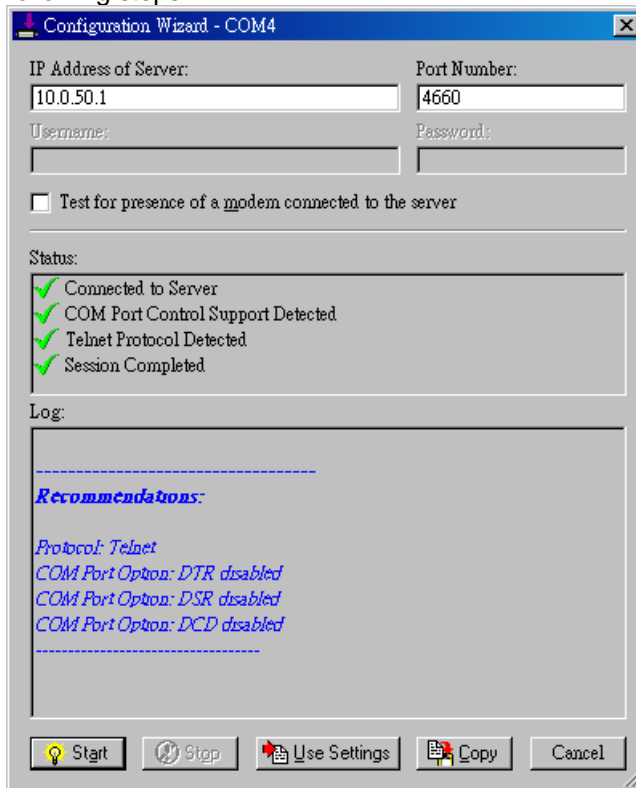 Configuration Wizard - COM4
IP Address of Server: Port Number:
10.0.50.1 4660
Username: Password:
Test for presence of a modem connected to the server
Status:
Connected to Server
COM Port Control Support Detected
Telnet Protocol Detected
Session Completed
Log:
-----------------------------------
Recommendations:
Protocol: Telnet
COM Port Option: DTR disabled
COM Port Option: DSR disabled
COM Port Option: DCD disabled
-----------------------------------
Start Stop Use Settings Copy Cancel